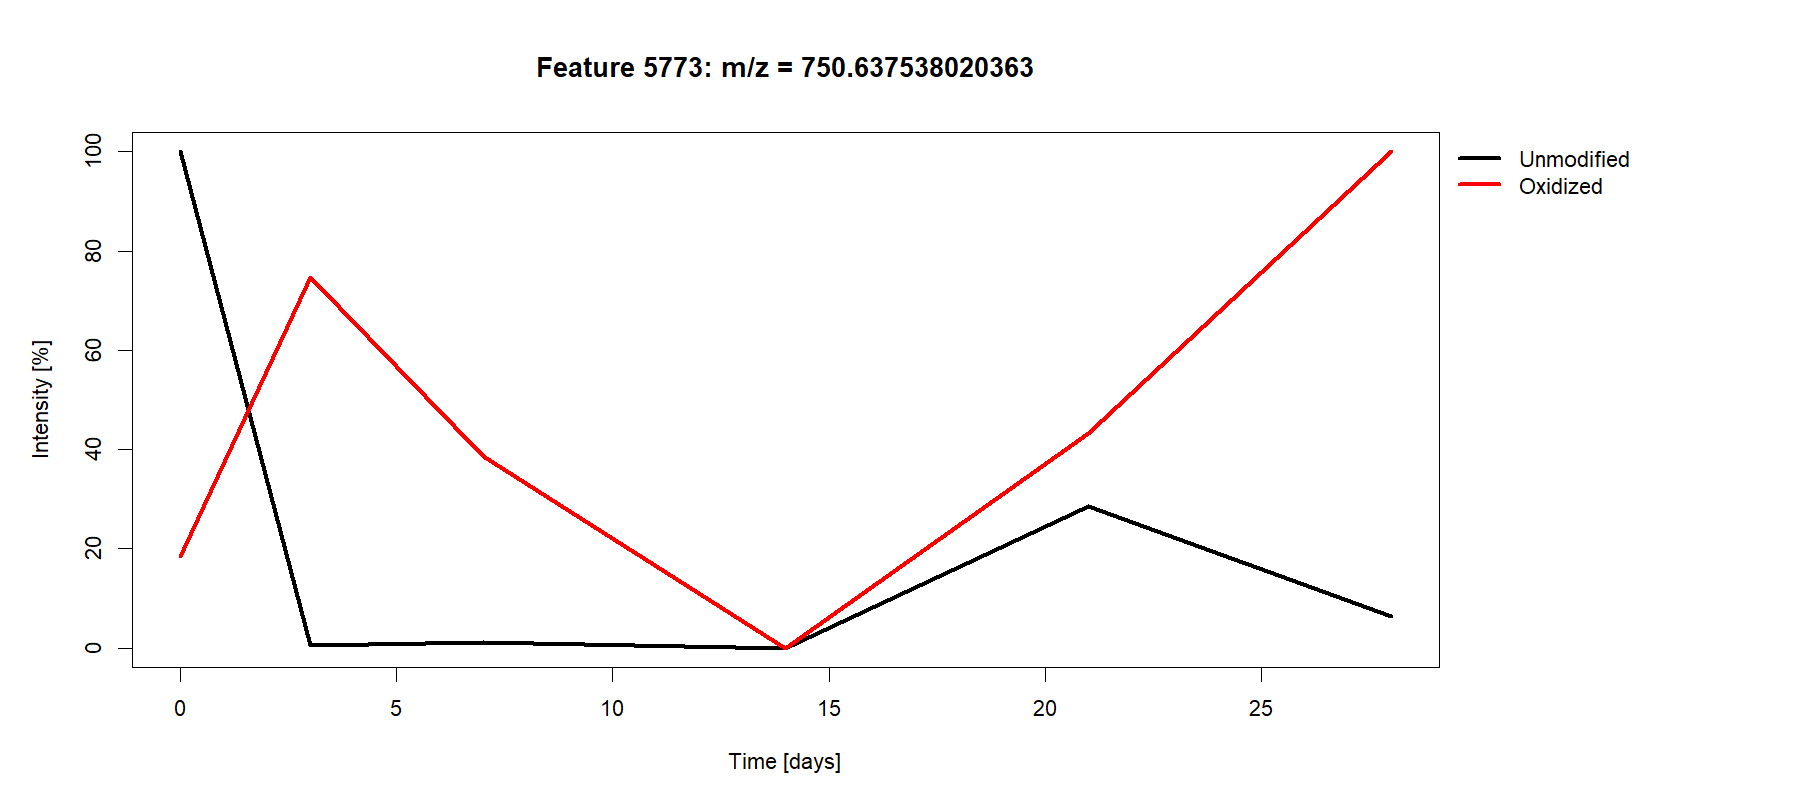 Feature 5773: m/z = 750.637538020363
Unmodified
Oxidized
Intensity [%]
100
80
60
40
20
0
0 5 10 15 20 25
Time [days]